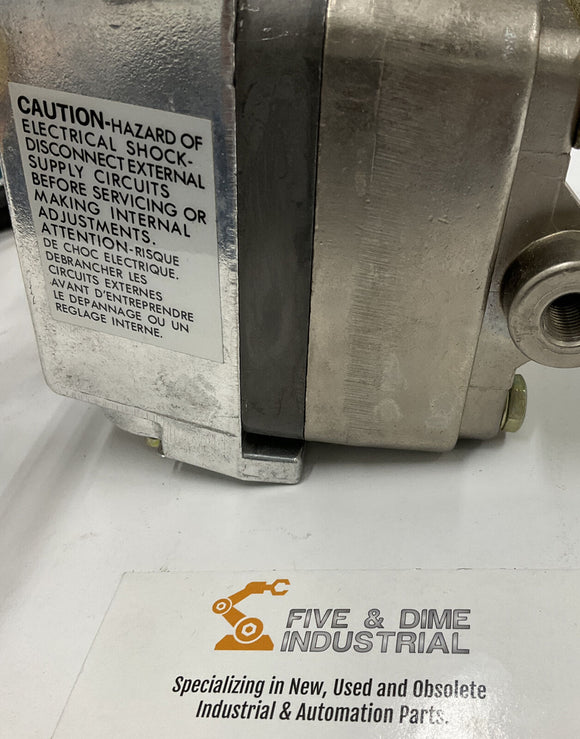 CAUTION-HAZARD OF
ELECTRICAL SHOCK-
DISCONNECT EXTERNAL
SUPPLY CIRCUITS
BEFORE SERVICING OR
MAKING INTERNAL
ADJUSTMENTS.
ATTENTION-RISQUE
DE CHOC ELECTRIQUE.
DEBRANCHER LES
CIRCUITS EXTERNES
AVANT D'ENTREPRENDRE
LE DEPANNAGE OU UN
REGLAGE INTERNE.
FIVE & DIME
INDUSTRIAL
Specializing in New, Used and Obsolete
Industrial & Automation Parts.